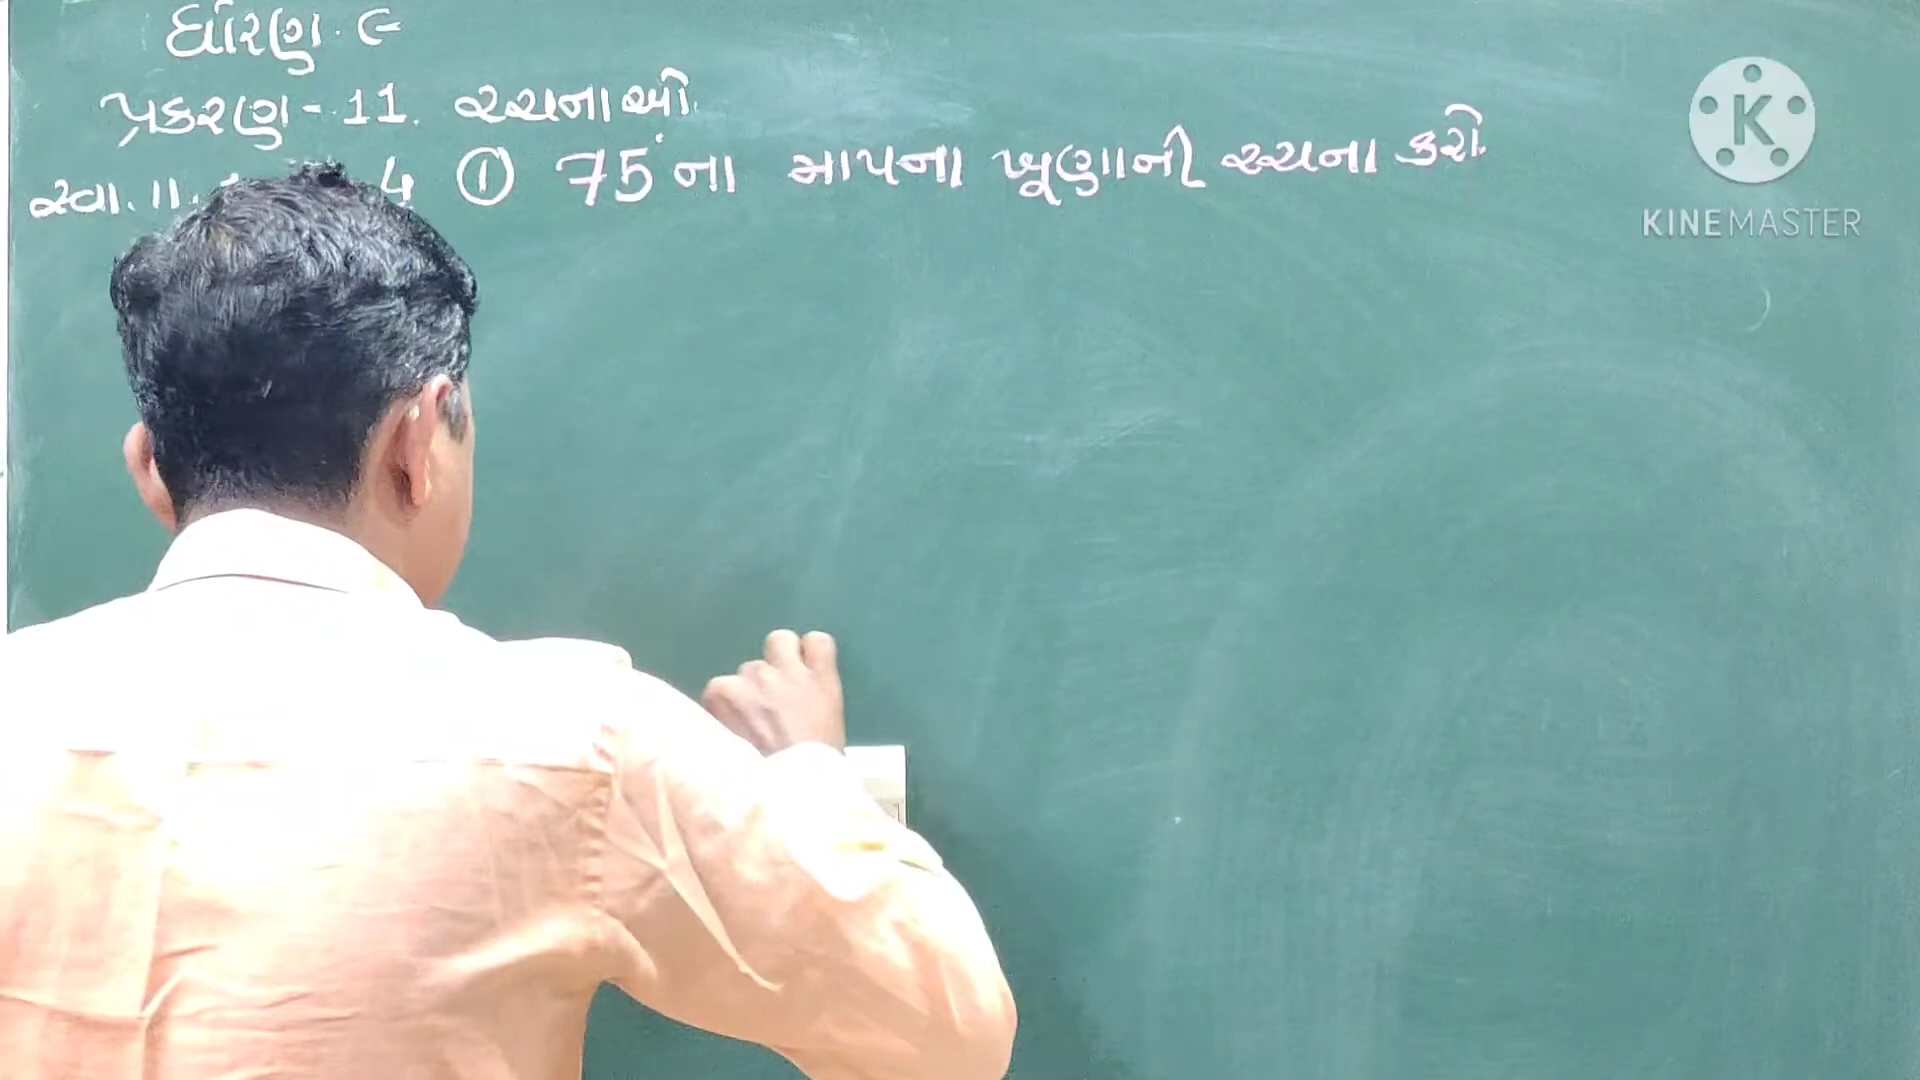 ધોરણ. ૯
પ્રકરણ - 11. રચનાઓ.
સ્વા. 11. 4 ① 75° ના માપના ખૂણાની રચના કરો.
K
KINEMASTER